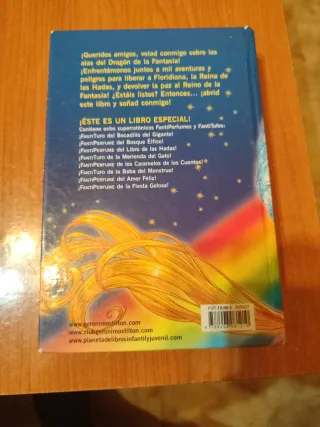 ¡Queridos amigos, volad conmigo sobre las
alas del Dragón de la Fantasía!
¡Enfrentémonos juntos a mil aventuras y
peligros para liberar a Floridiana, la Reina de
las Hadas, y devolver la paz al Reino de la
Fantasía! ¿Estáis listos? Entonces... ¡abrid
este libro y soñad conmigo!
¡ÉSTE ES UN LIBRO ESPECIAL!
Contiene ocho superratónicos FantiPerfumes y FantiTufos:
¡FantiTufo del Bocadillo del Gigante!
¡FantiPerfume del Bosque Élfico!
¡FantiPerfume del Libro de las Hadas!
¡FantiTufo de la Merienda del Gato!
¡FantiPerfume de los Caramelos de los Cuentos!
¡FantiTufo de la Baba del Monstruo!
¡FantiPerfume del Amor Feliz!
¡FantiPerfume de la Fiesta Golosa!
www.geronimostilton.com
www.clubgeronimostilton.com
www.planetadelibrosinfantilyjuvenil.com